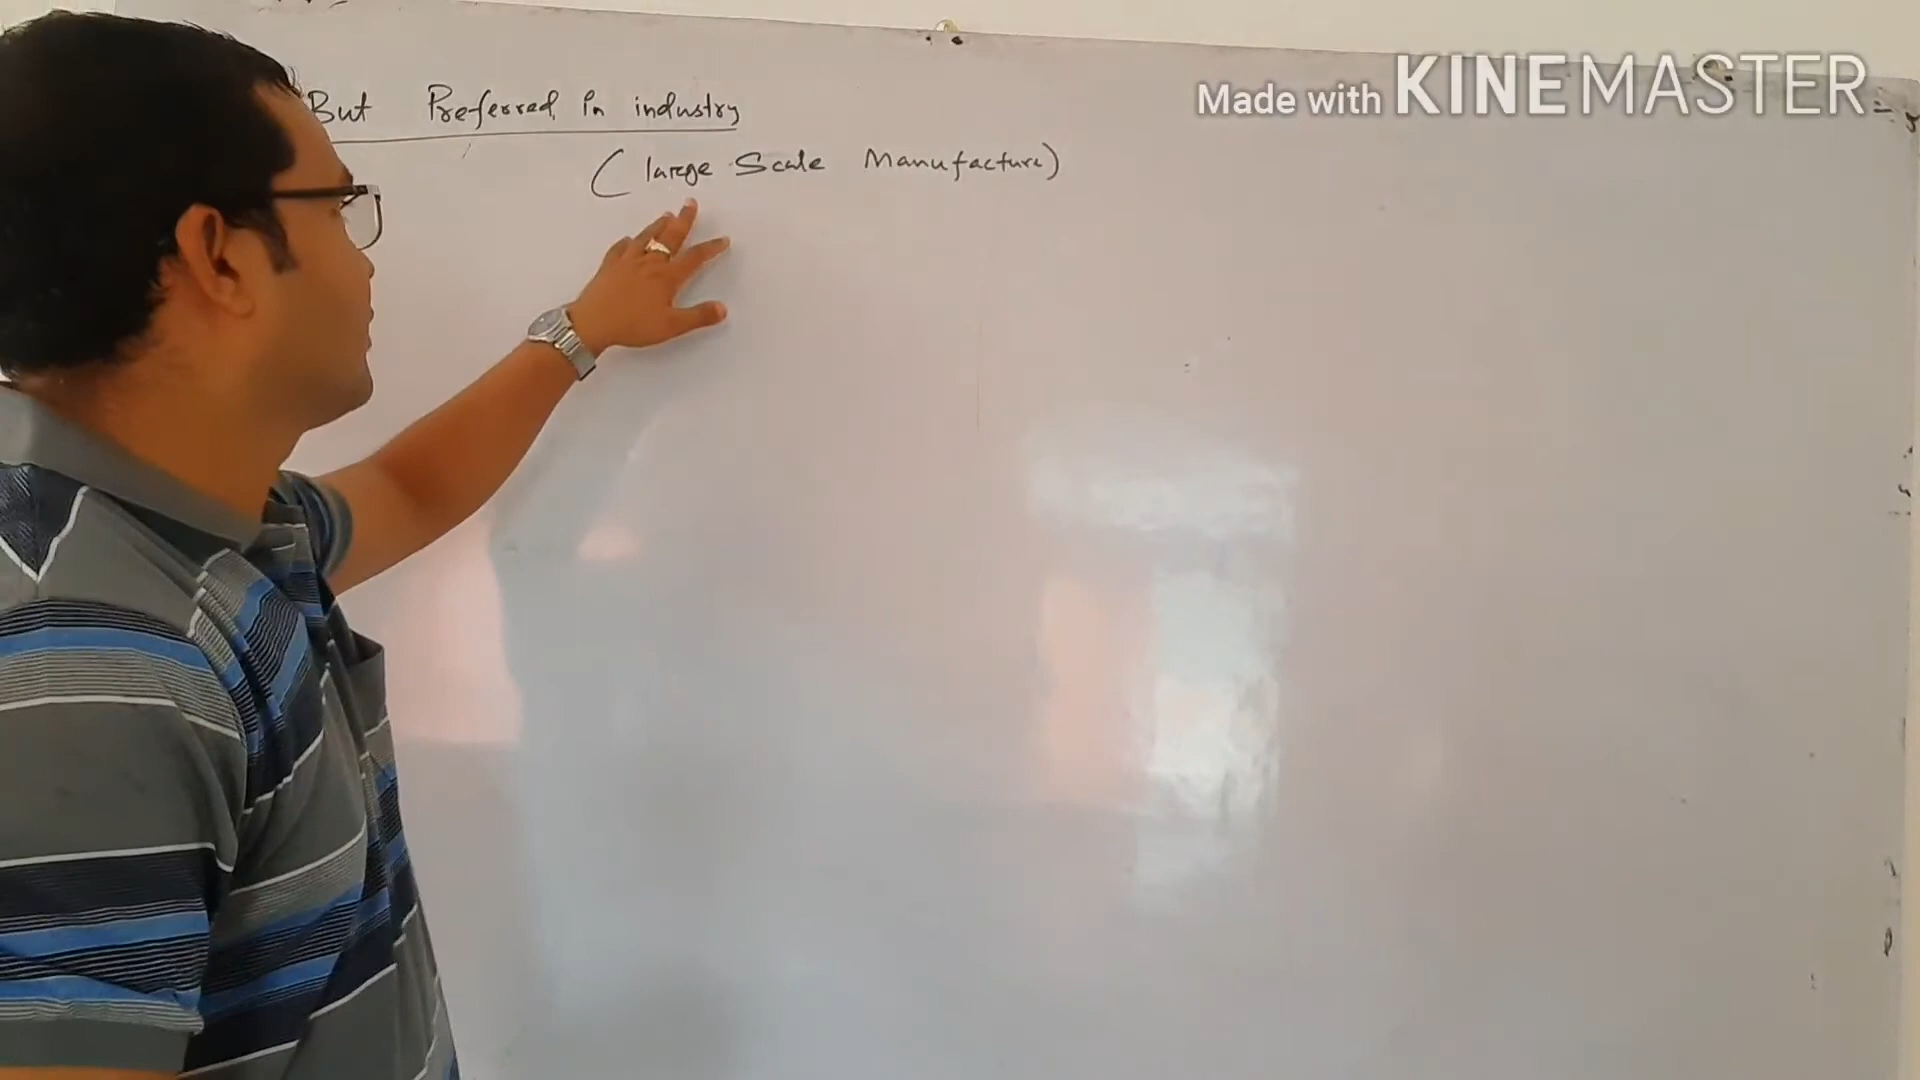 Made with KINEMASTER
But Preferred in industry
(large Scale Manufacture)